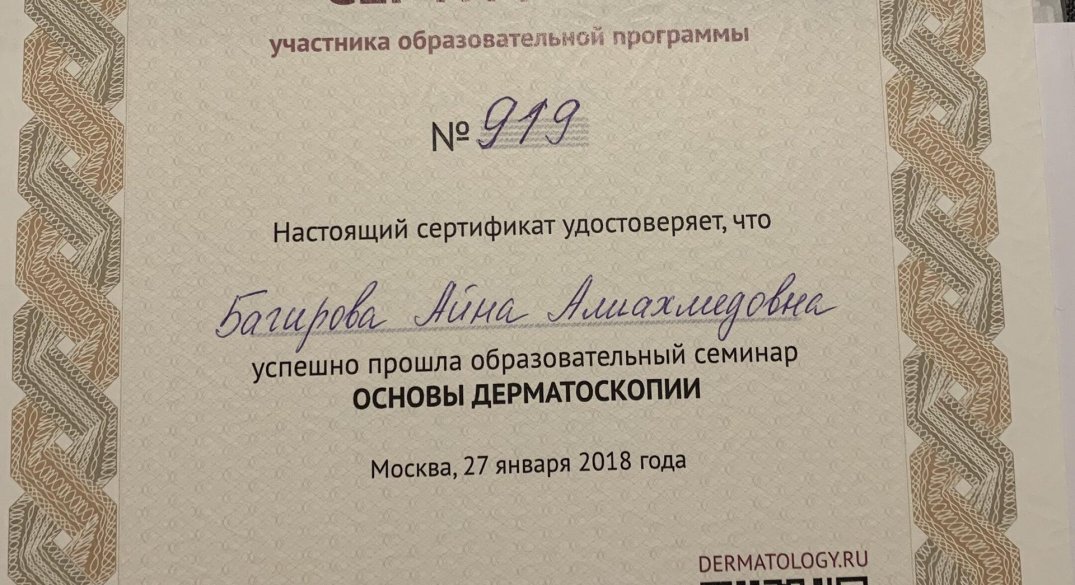 участника образовательной программы
№ 919
Настоящий сертификат удостоверяет, что
Багирова Айна Алиахмедовна
успешно прошла образовательный семинар
ОСНОВЫ ДЕРМАТОСКОПИИ
Москва, 27 января 2018 года
DERMATOLOGY.RU